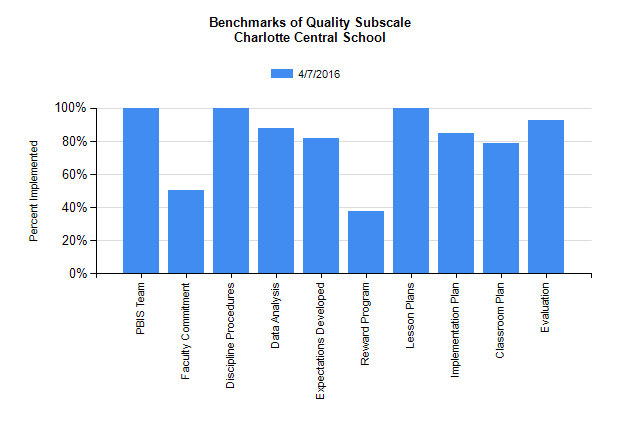 Benchmarks of Quality Subscale
Charlotte Central School
4/7/2016
Percent Implemented
100%
80%
60%
40%
20%
0%
PBIS Team
Faculty Commitment
Discipline Procedures
Data Analysis
Expectations Developed
Reward Program
Lesson Plans
Implementation Plan
Classroom Plan
Evaluation